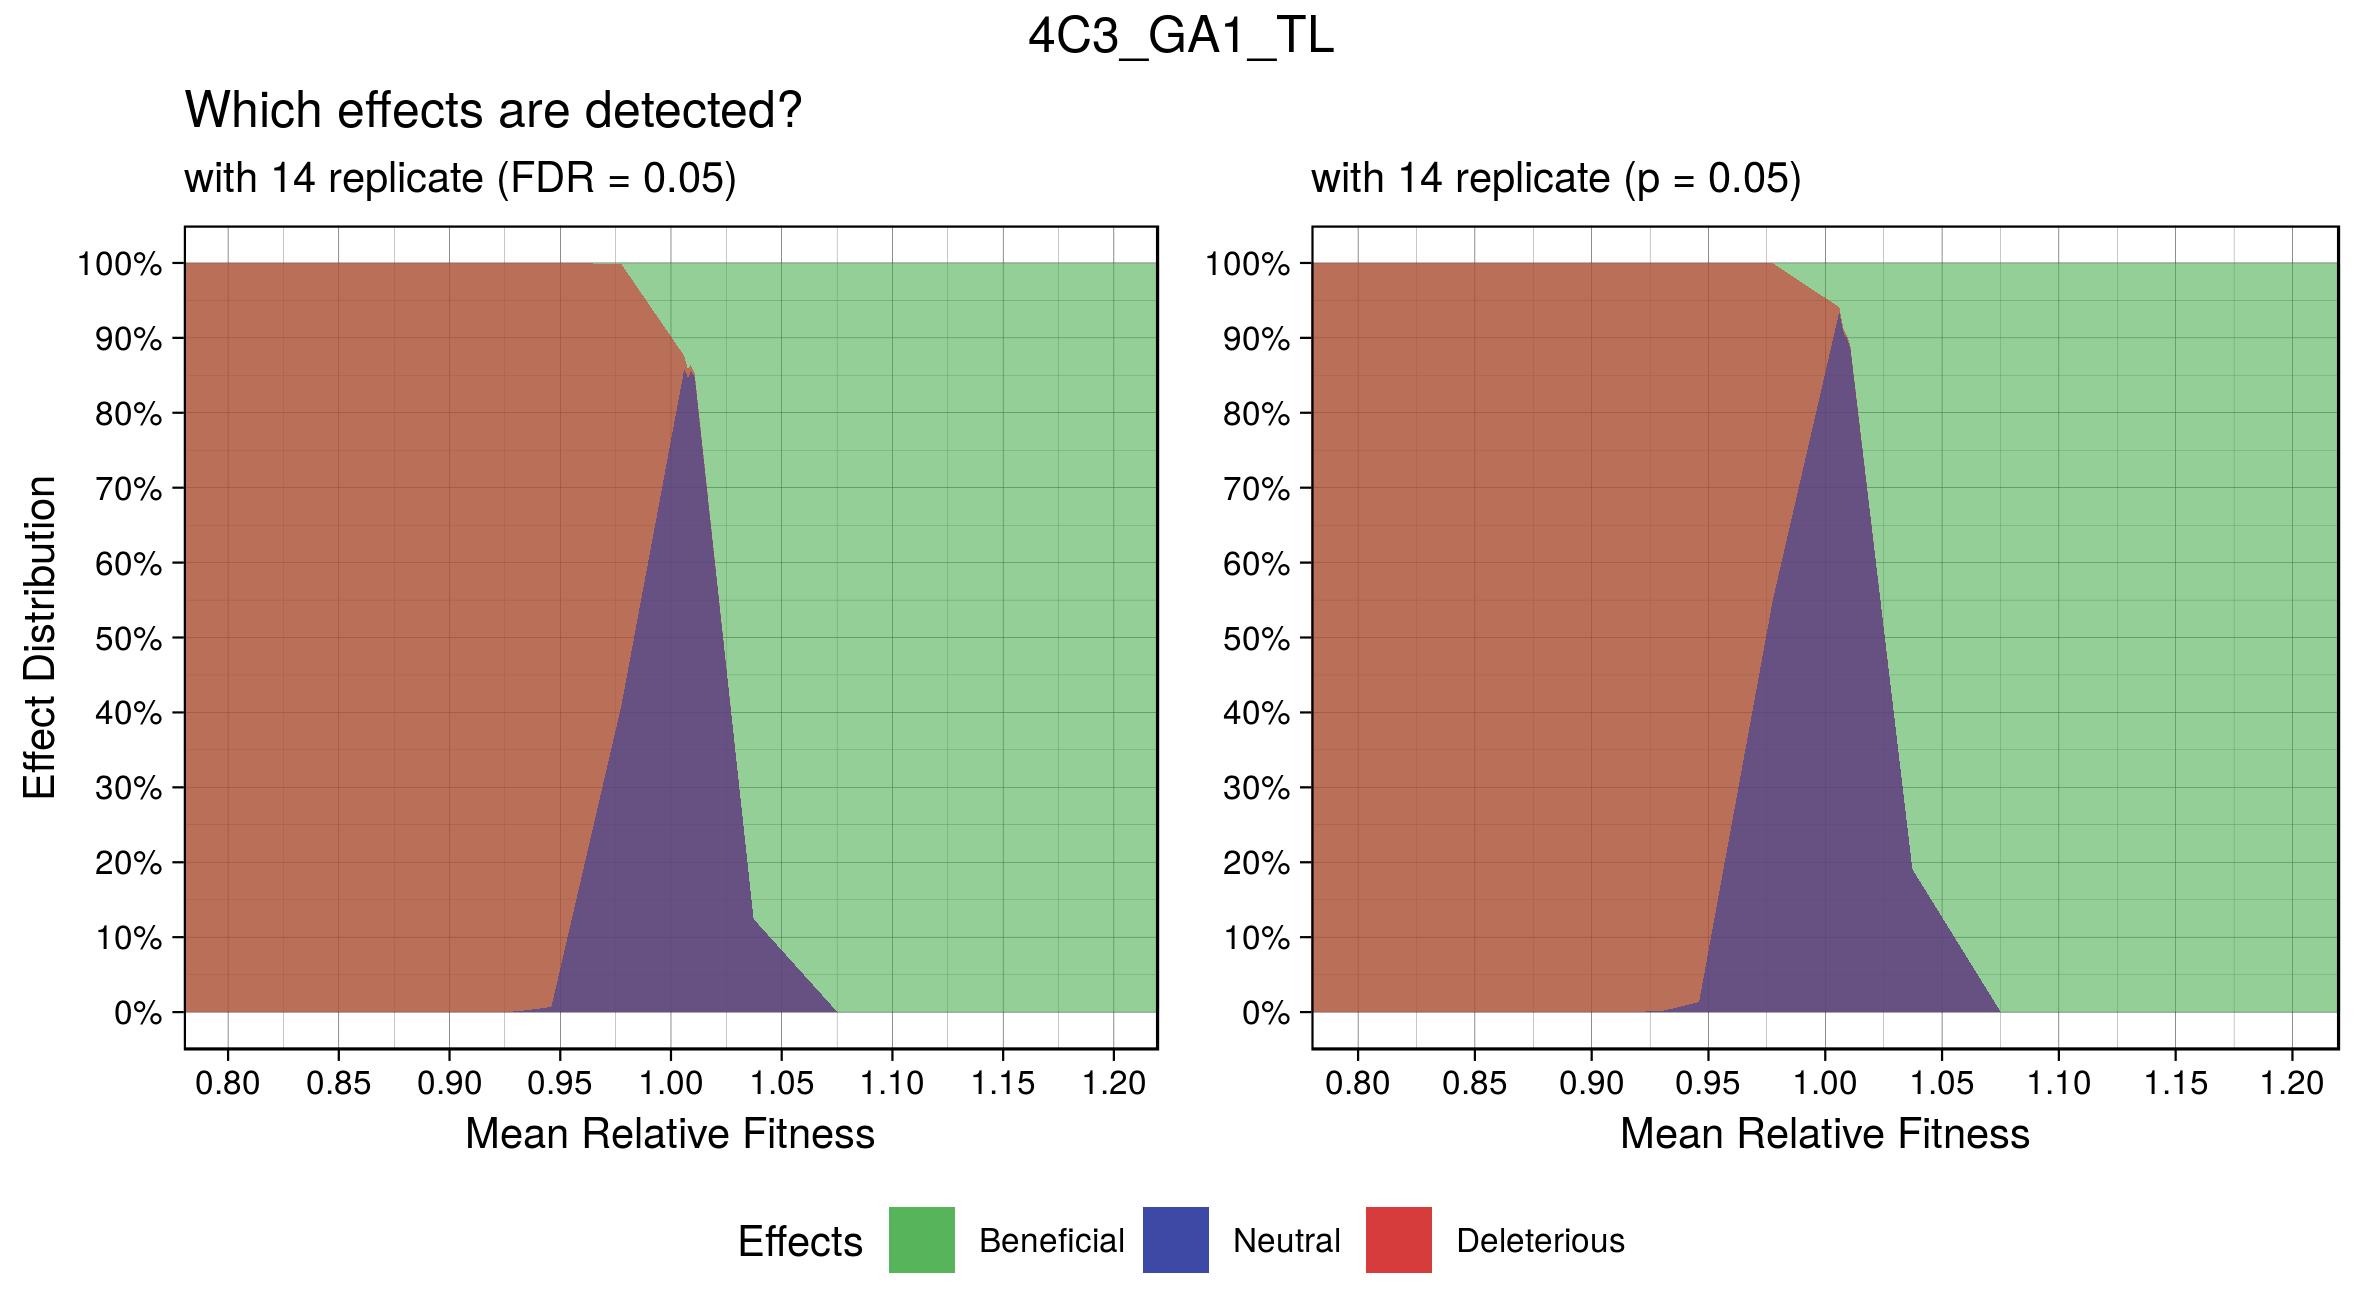 4C3_GA1_TL
Which effects are detected?
with 14 replicate (FDR = 0.05)
with 14 replicate (p = 0.05)
Effect Distribution
100%
90%
80%
70%
60%
50%
40%
30%
20%
10%
0%
0.80 0.85 0.90 0.95 1.00 1.05 1.10 1.15 1.20
Mean Relative Fitness
100%
90%
80%
70%
60%
50%
40%
30%
20%
10%
0%
0.80 0.85 0.90 0.95 1.00 1.05 1.10 1.15 1.20
Mean Relative Fitness
Effects Beneficial Neutral Deleterious